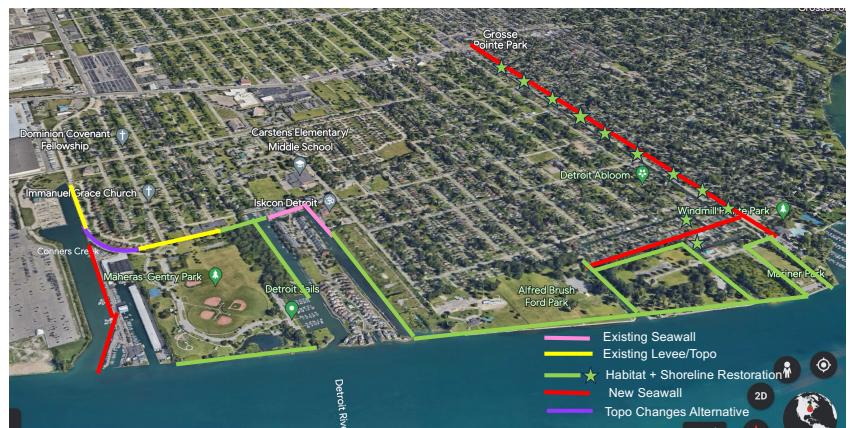 Grosse
Pointe Park
Dominion Covenant
Fellowship
Carstens Elementary/
Middle School
Immanuel Grace Church
Iskcon Detroit
Detroit Abloom
Windmill Pointe Park
Conners Creek
Maheras-Gentry Park
Detroit Sails
Alfred Brush
Ford Park
Mariner Park
Existing Seawall
Existing Levee/Topo
Habitat + Shoreline Restoration
New Seawall
Topo Changes Alternative
2D
Detroit